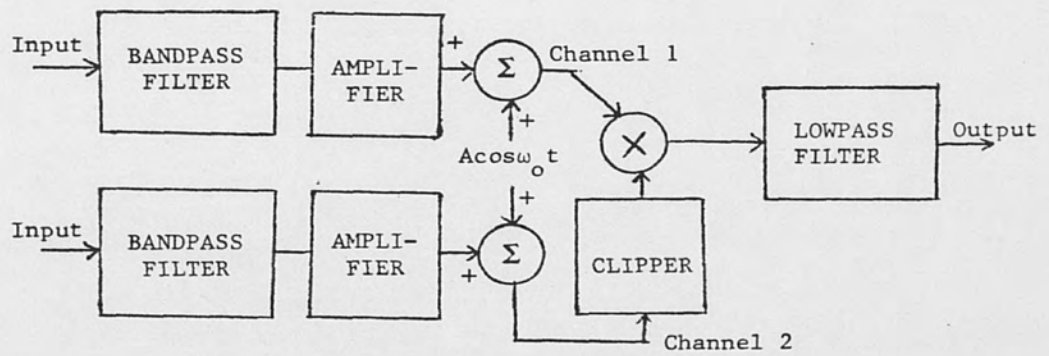 Input
BANDPASS
FILTER
AMPLI-
FIER
+
Σ
Channel 1
+
Acosω₀t
+
×
LOWPASS
FILTER
Output
Input
BANDPASS
FILTER
AMPLI-
FIER
+
Σ
CLIPPER
Channel 2